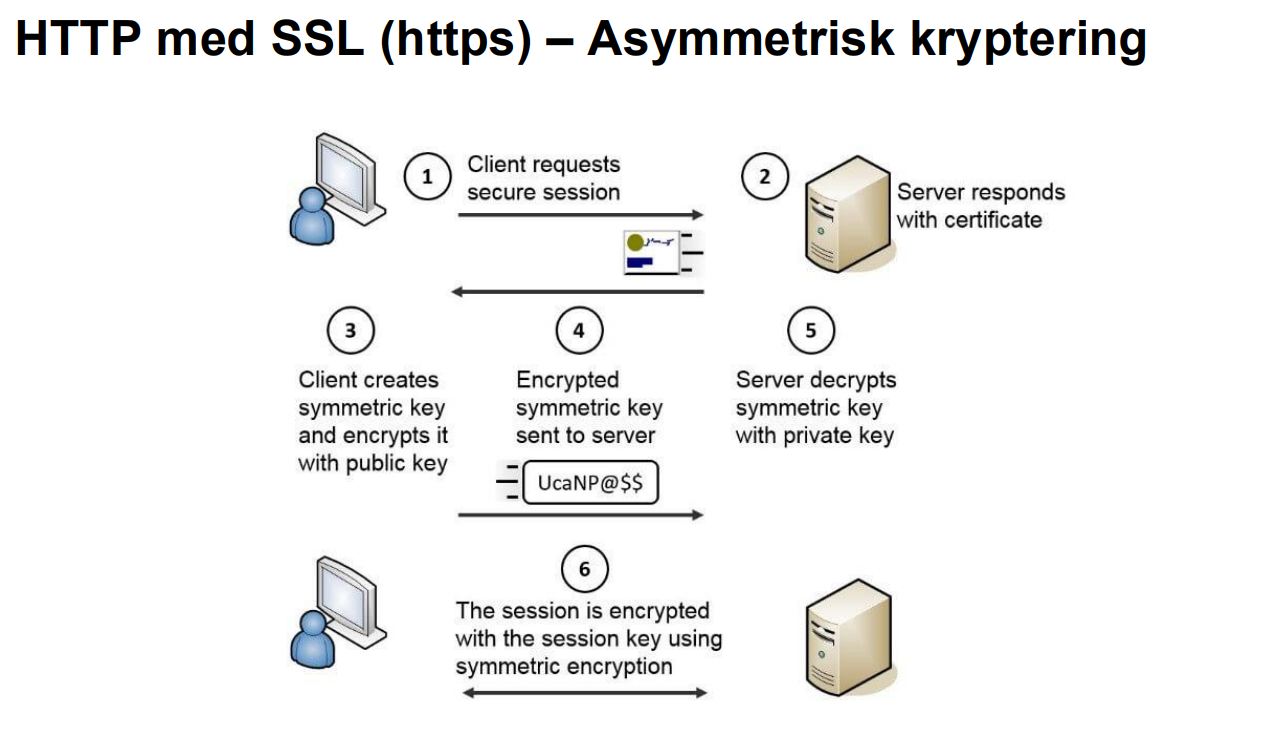 HTTP med SSL (https) – Asymmetrisk kryptering
1
Client requests
secure session
2
Server responds
with certificate
3
Client creates
symmetric key
and encrypts it
with public key
4
Encrypted
symmetric key
sent to server
UcaNP@$$
5
Server decrypts
symmetric key
with private key
6
The session is encrypted
with the session key using
symmetric encryption